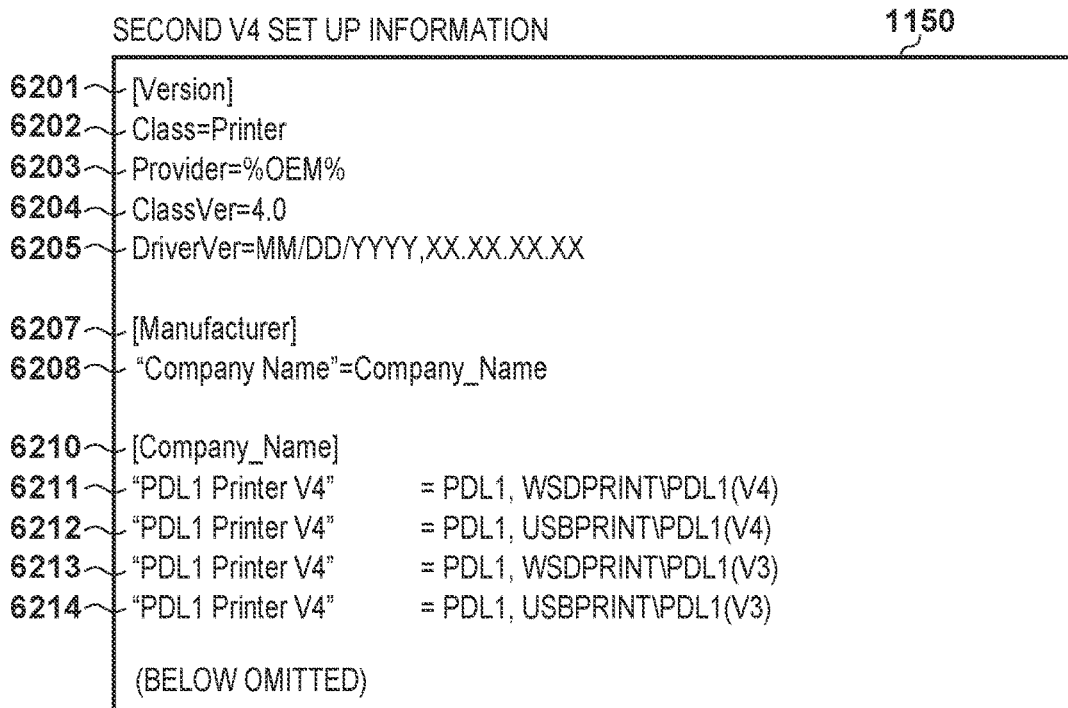 SECOND V4 SET UP INFORMATION 1150
6201 [Version]
6202 Class=Printer
6203 Provider=%OEM%
6204 ClassVer=4.0
6205 DriverVer=MM/DD/YYYY,XX.XX.XX.XX
6207 [Manufacturer]
6208 “Company Name”=Company_Name
6210 [Company_Name]
6211 “PDL1 Printer V4” = PDL1, WSDPRINT\PDL1(V4)
6212 “PDL1 Printer V4” = PDL1, USBPRINT\PDL1(V4)
6213 “PDL1 Printer V4” = PDL1, WSDPRINT\PDL1(V3)
6214 “PDL1 Printer V4” = PDL1, USBPRINT\PDL1(V3)
(BELOW OMITTED)